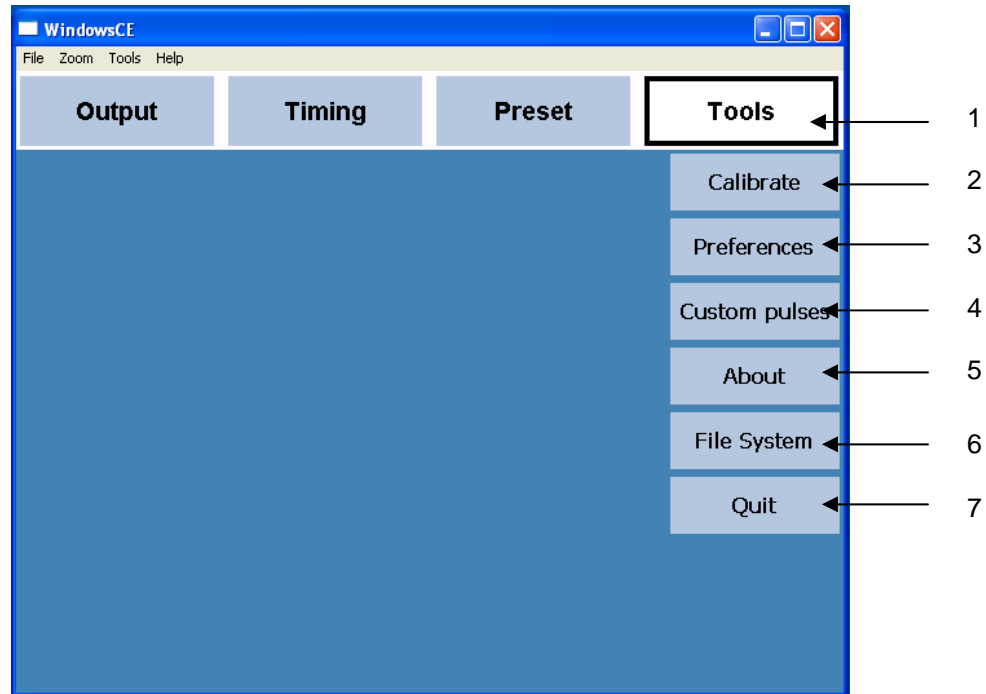 WindowsCE
File Zoom Tools Help
Output Timing Preset Tools 1
Calibrate 2
Preferences 3
Custom pulses 4
About 5
File System 6
Quit 7